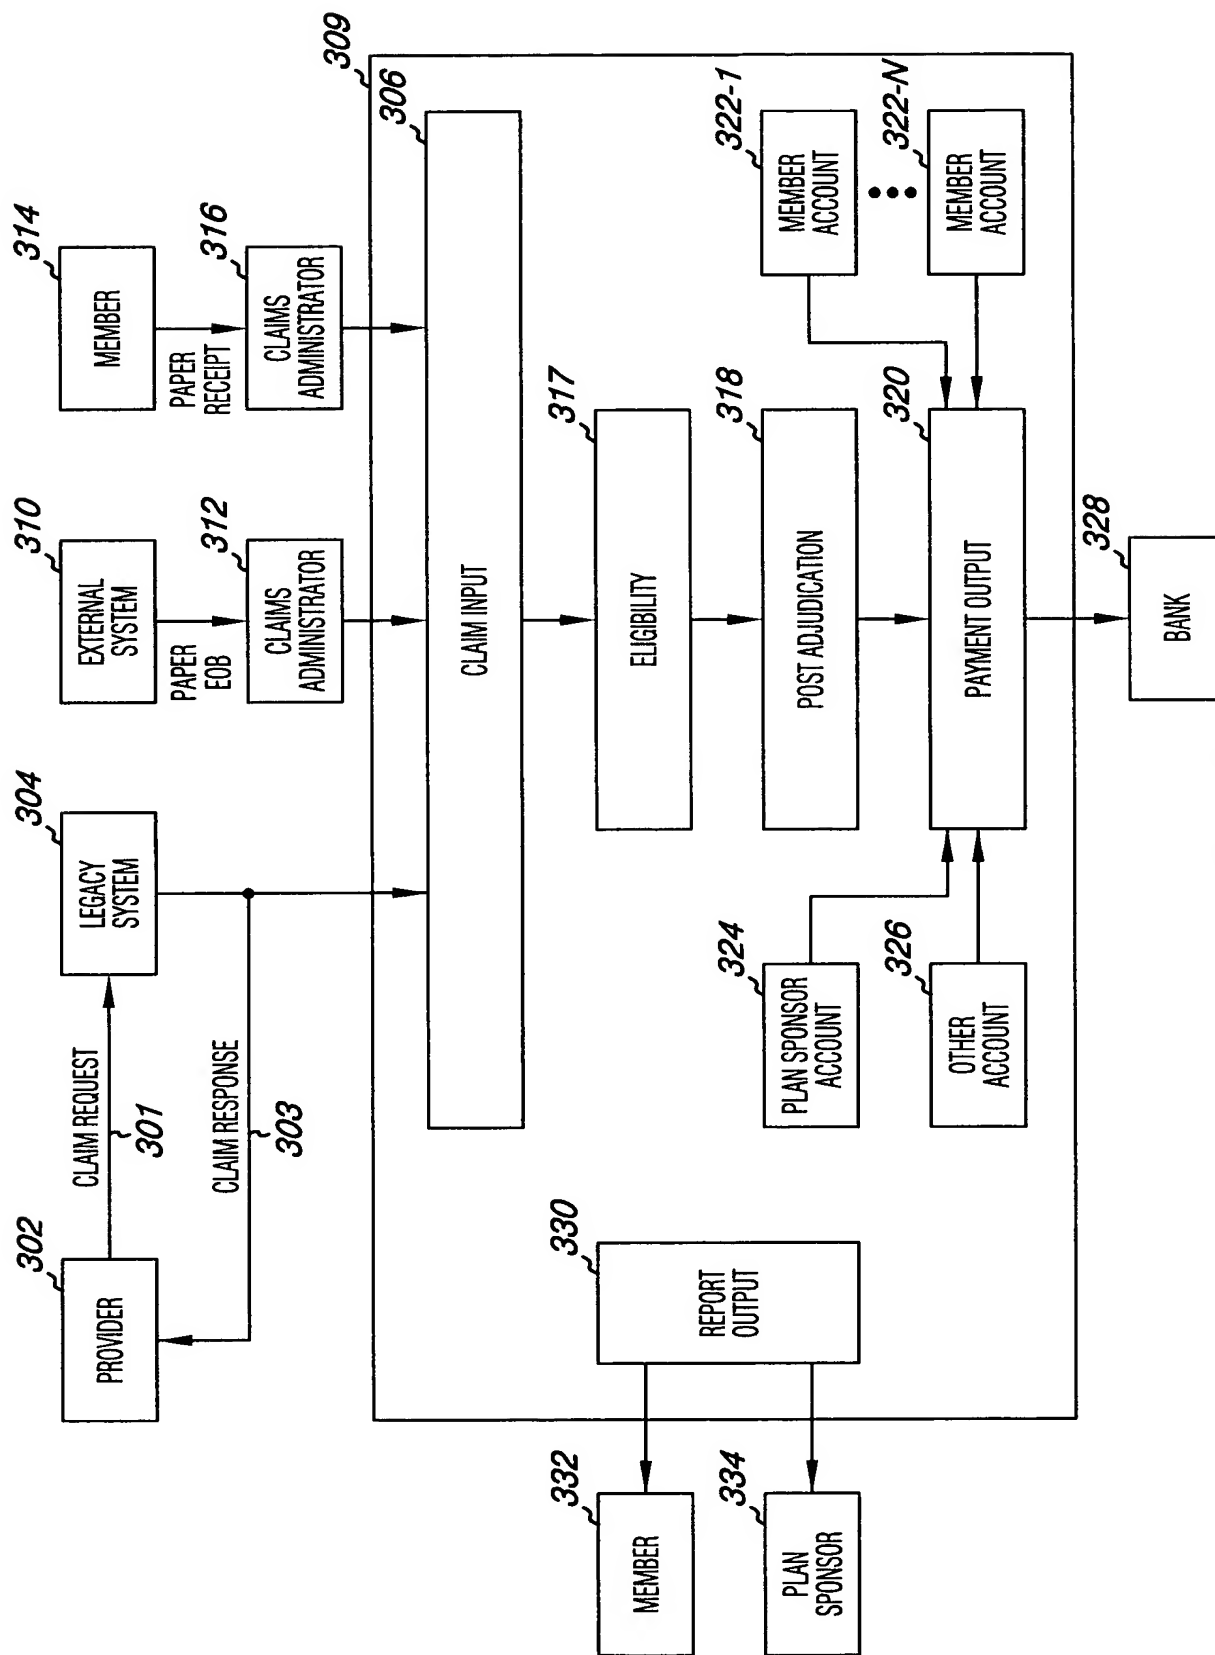 302
PROVIDER
CLAIM REQUEST
301
CLAIM RESPONSE
303
304
LEGACY
SYSTEM
310
EXTERNAL
SYSTEM
PAPER
EOB
312
CLAIMS
ADMINISTRATOR
314
MEMBER
PAPER
RECEIPT
316
CLAIMS
ADMINISTRATOR
309
306
CLAIM INPUT
317
ELIGIBILITY
318
POST ADJUDICATION
320
PAYMENT OUTPUT
322-1
MEMBER
ACCOUNT
322-N
MEMBER
ACCOUNT
324
PLAN SPONSOR
ACCOUNT
326
OTHER
ACCOUNT
328
BANK
330
REPORT
OUTPUT
332
MEMBER
334
PLAN
SPONSOR